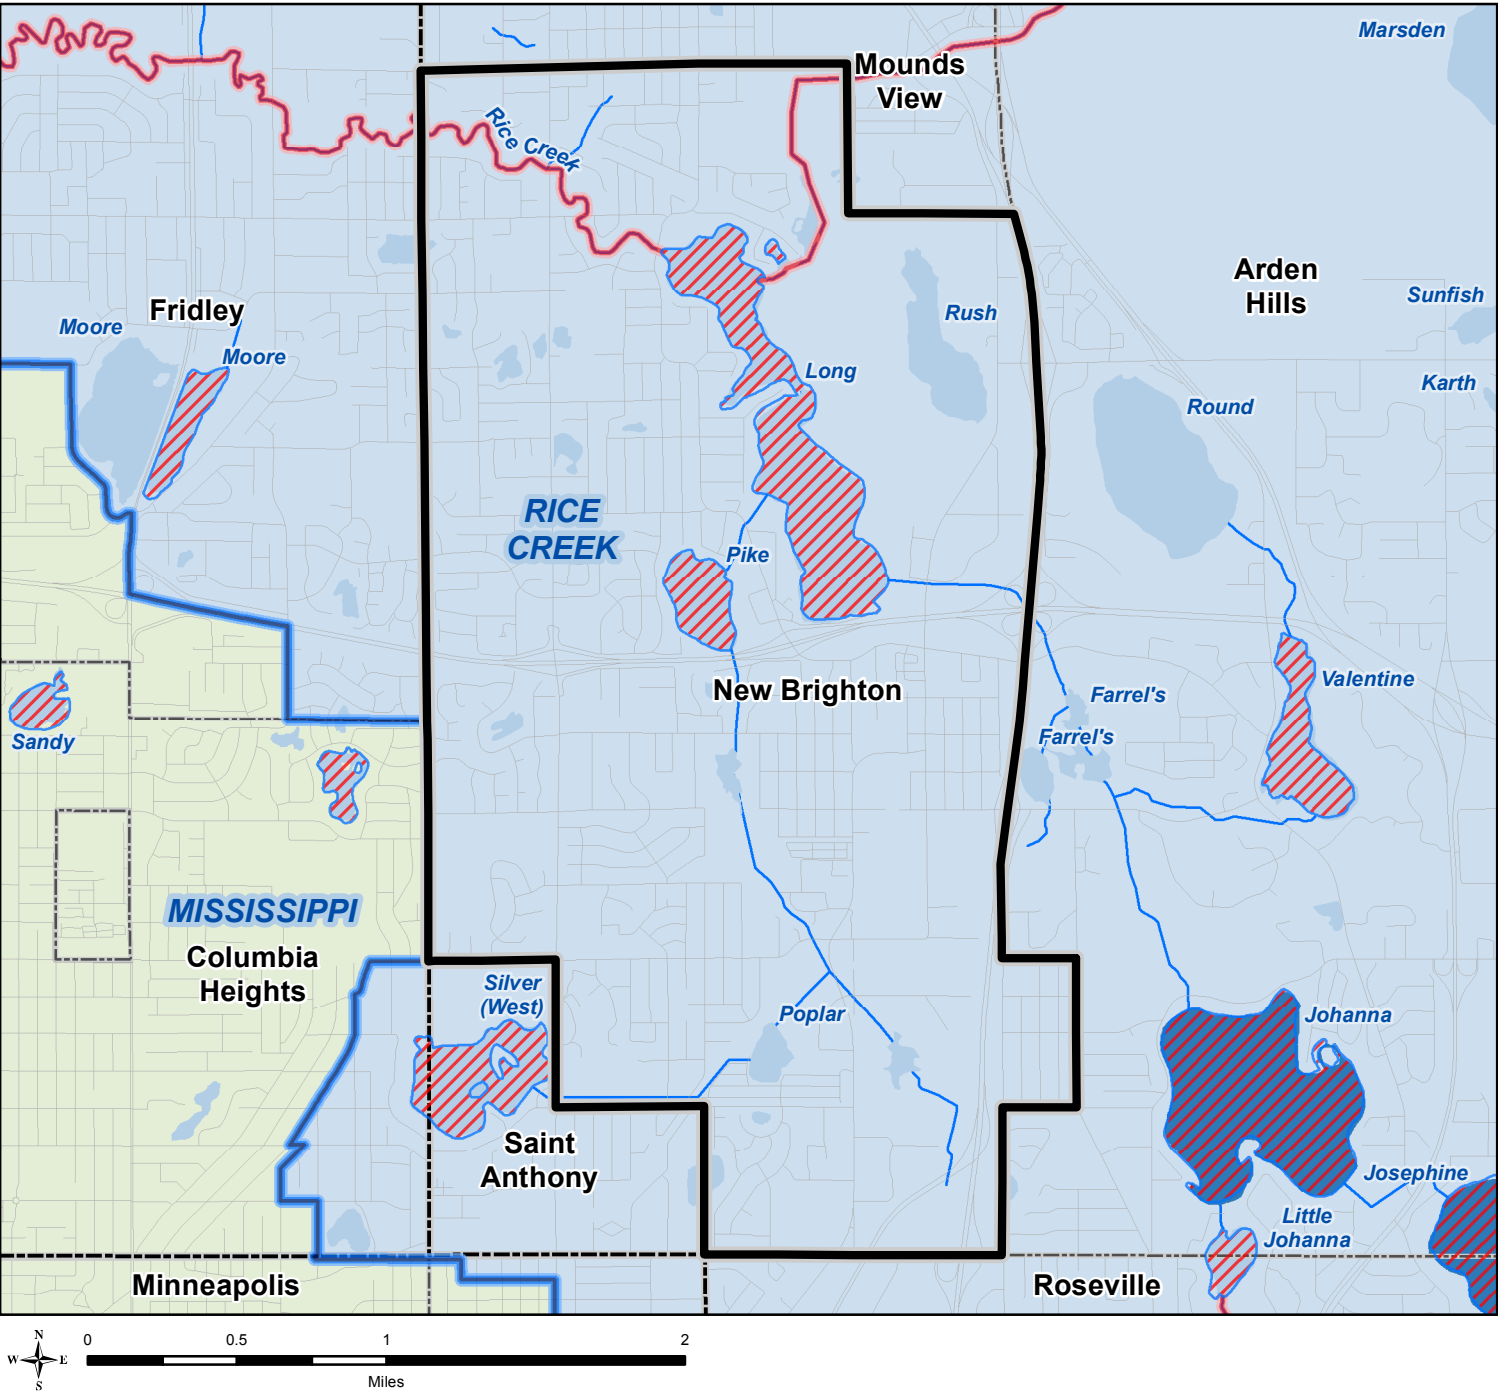 Marsden
Mounds
View
Rice Creek
Arden
Hills
Sunfish
Fridley
Moore
Rush
Moore
Long
Karth
Round
RICE
CREEK
Pike
Valentine
New Brighton
Farrel's
Farrel's
Sandy
MISSISSIPPI
Columbia
Heights
Silver
(West)
Poplar
Johanna
Saint
Anthony
Josephine
Little
Johanna
Minneapolis
Roseville
N
W
E
S
0
0.5
1
2
Miles